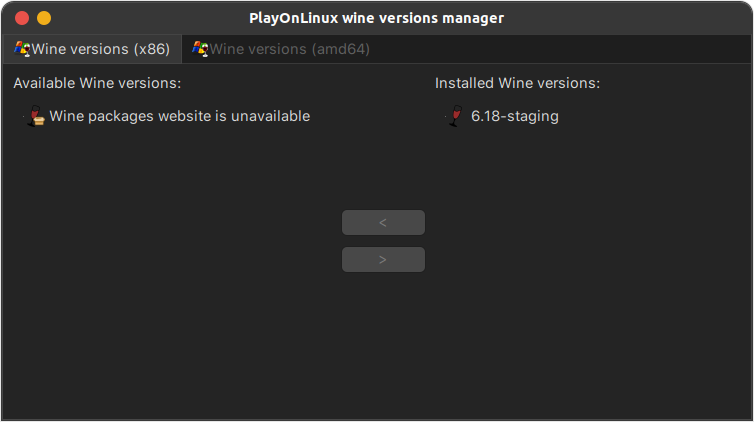 PlayOnLinux wine versions manager
Wine versions (x86) Wine versions (amd64)
Available Wine versions: Installed Wine versions:
Wine packages website is unavailable 6.18-staging
<
>